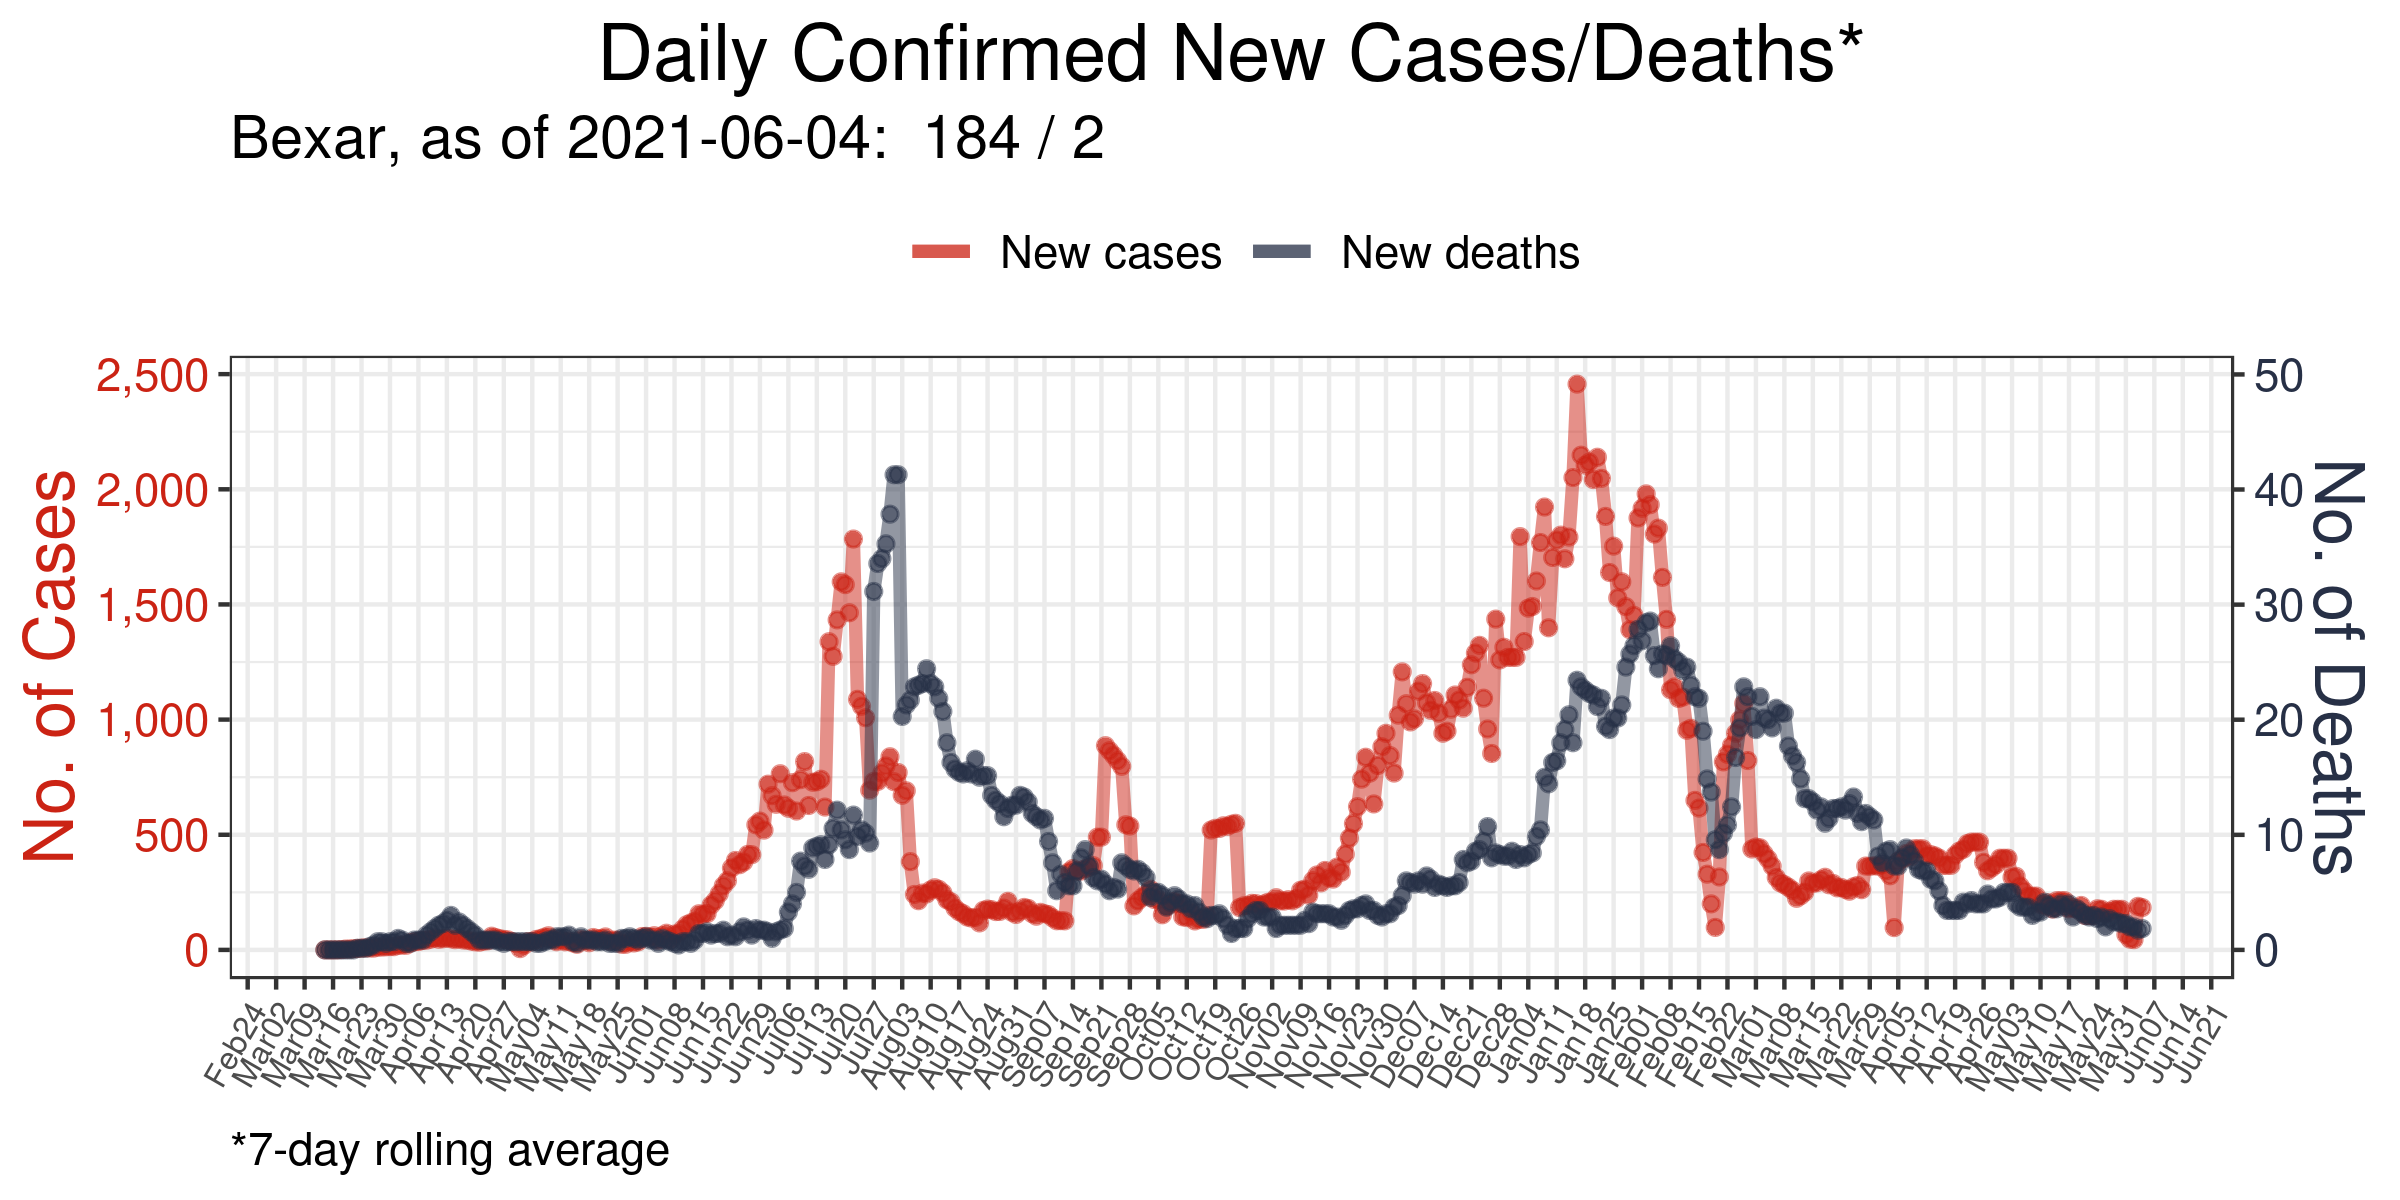 Daily Confirmed New Cases/Deaths*
Bexar, as of 2021-06-04:  184 / 2
New cases
New deaths
No. of Cases
2,500
2,000
1,500
1,000
500
0
50
40
30
20
10
0
No. of Deaths
Feb24
Mar02
Mar09
Mar16
Mar23
Mar30
Apr06
Apr13
Apr20
Apr27
May04
May11
May18
May25
Jun01
Jun08
Jun15
Jun22
Jun29
Jul06
Jul13
Jul20
Jul27
Aug03
Aug10
Aug17
Aug24
Aug31
Sep07
Sep14
Sep21
Sep28
Oct05
Oct12
Oct19
Oct26
Nov02
Nov09
Nov16
Nov23
Nov30
Dec07
Dec14
Dec21
Dec28
Jan04
Jan11
Jan18
Jan25
Feb01
Feb08
Feb15
Feb22
Mar01
Mar08
Mar15
Mar22
Mar29
Apr05
Apr12
Apr19
Apr26
May03
May10
May17
May24
May31
Jun07
Jun14
Jun21
*7-day rolling average